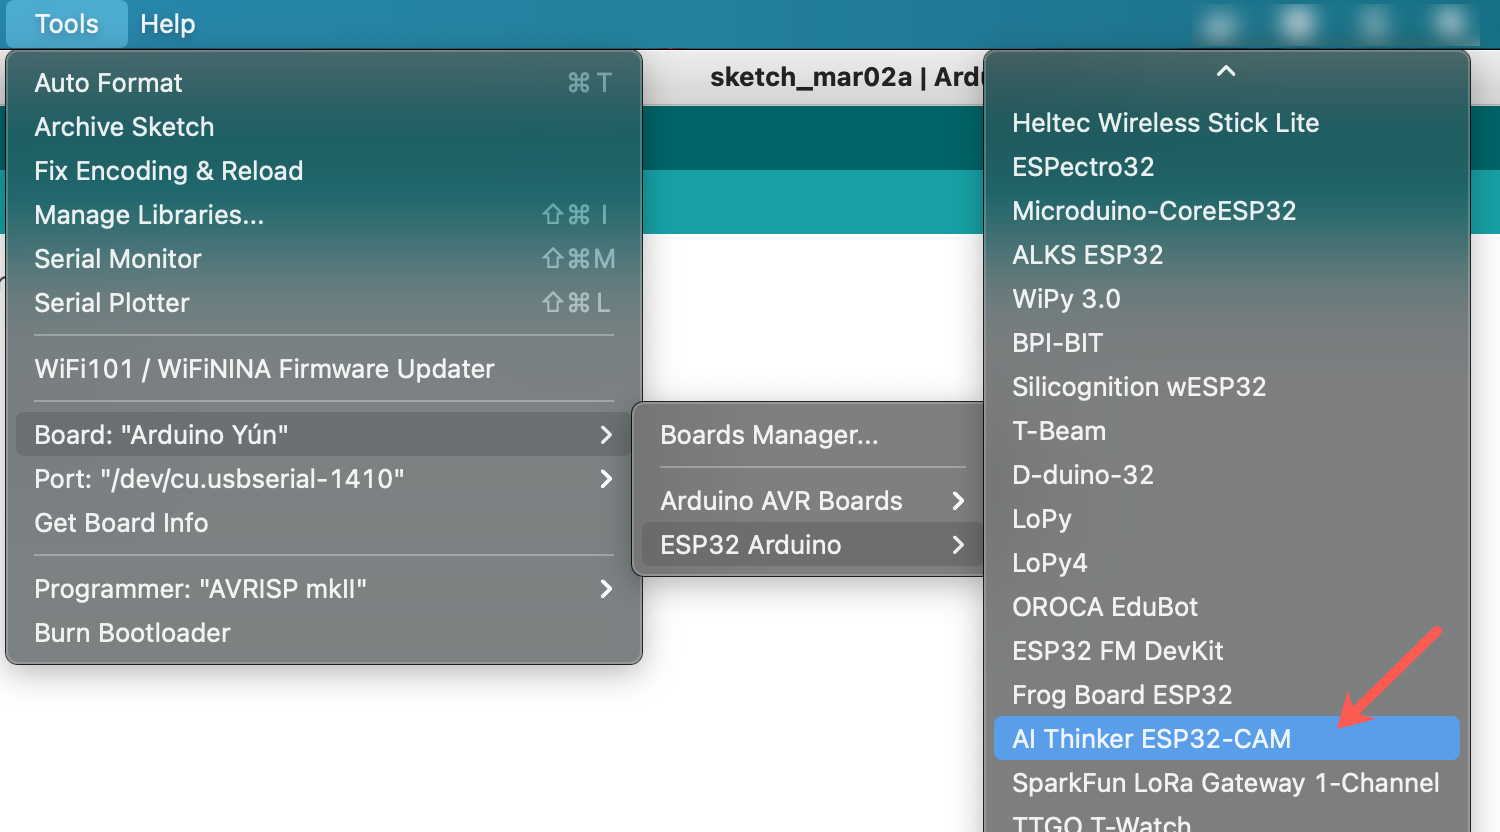 Tools Help
sketch_mar02a | Ardu
Auto Format ⌘ T
Archive Sketch
Fix Encoding & Reload
Manage Libraries... ⇧⌘ I
Serial Monitor ⇧⌘M
Serial Plotter ⇧⌘ L
WiFi101 / WiFiNINA Firmware Updater
Board: "Arduino Yún"
Port: "/dev/cu.usbserial-1410"
Get Board Info
Programmer: "AVRISP mkII"
Burn Bootloader
Boards Manager...
Arduino AVR Boards
ESP32 Arduino
Heltec Wireless Stick Lite
ESPectro32
Microduino-CoreESP32
ALKS ESP32
WiPy 3.0
BPI-BIT
Silicognition wESP32
T-Beam
D-duino-32
LoPy
LoPy4
OROCA EduBot
ESP32 FM DevKit
Frog Board ESP32
AI Thinker ESP32-CAM
SparkFun LoRa Gateway 1-Channel
TTGO T-Watch